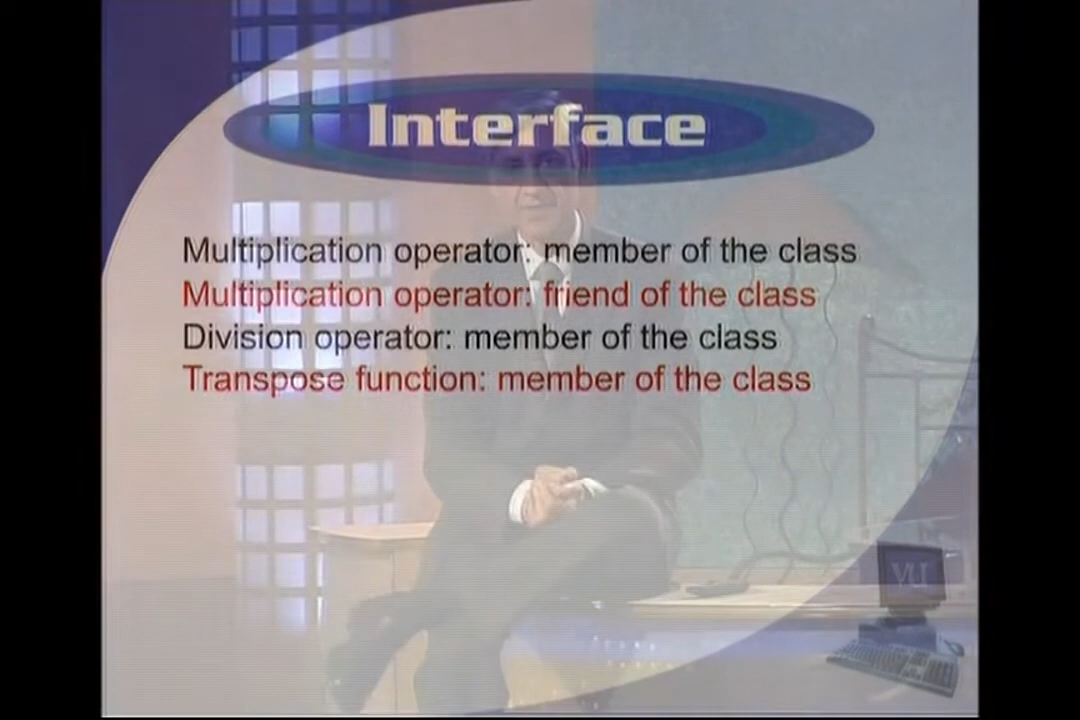 Interface
Multiplication operator: member of the class
Multiplication operator: friend of the class
Division operator: member of the class
Transpose function: member of the class
VU